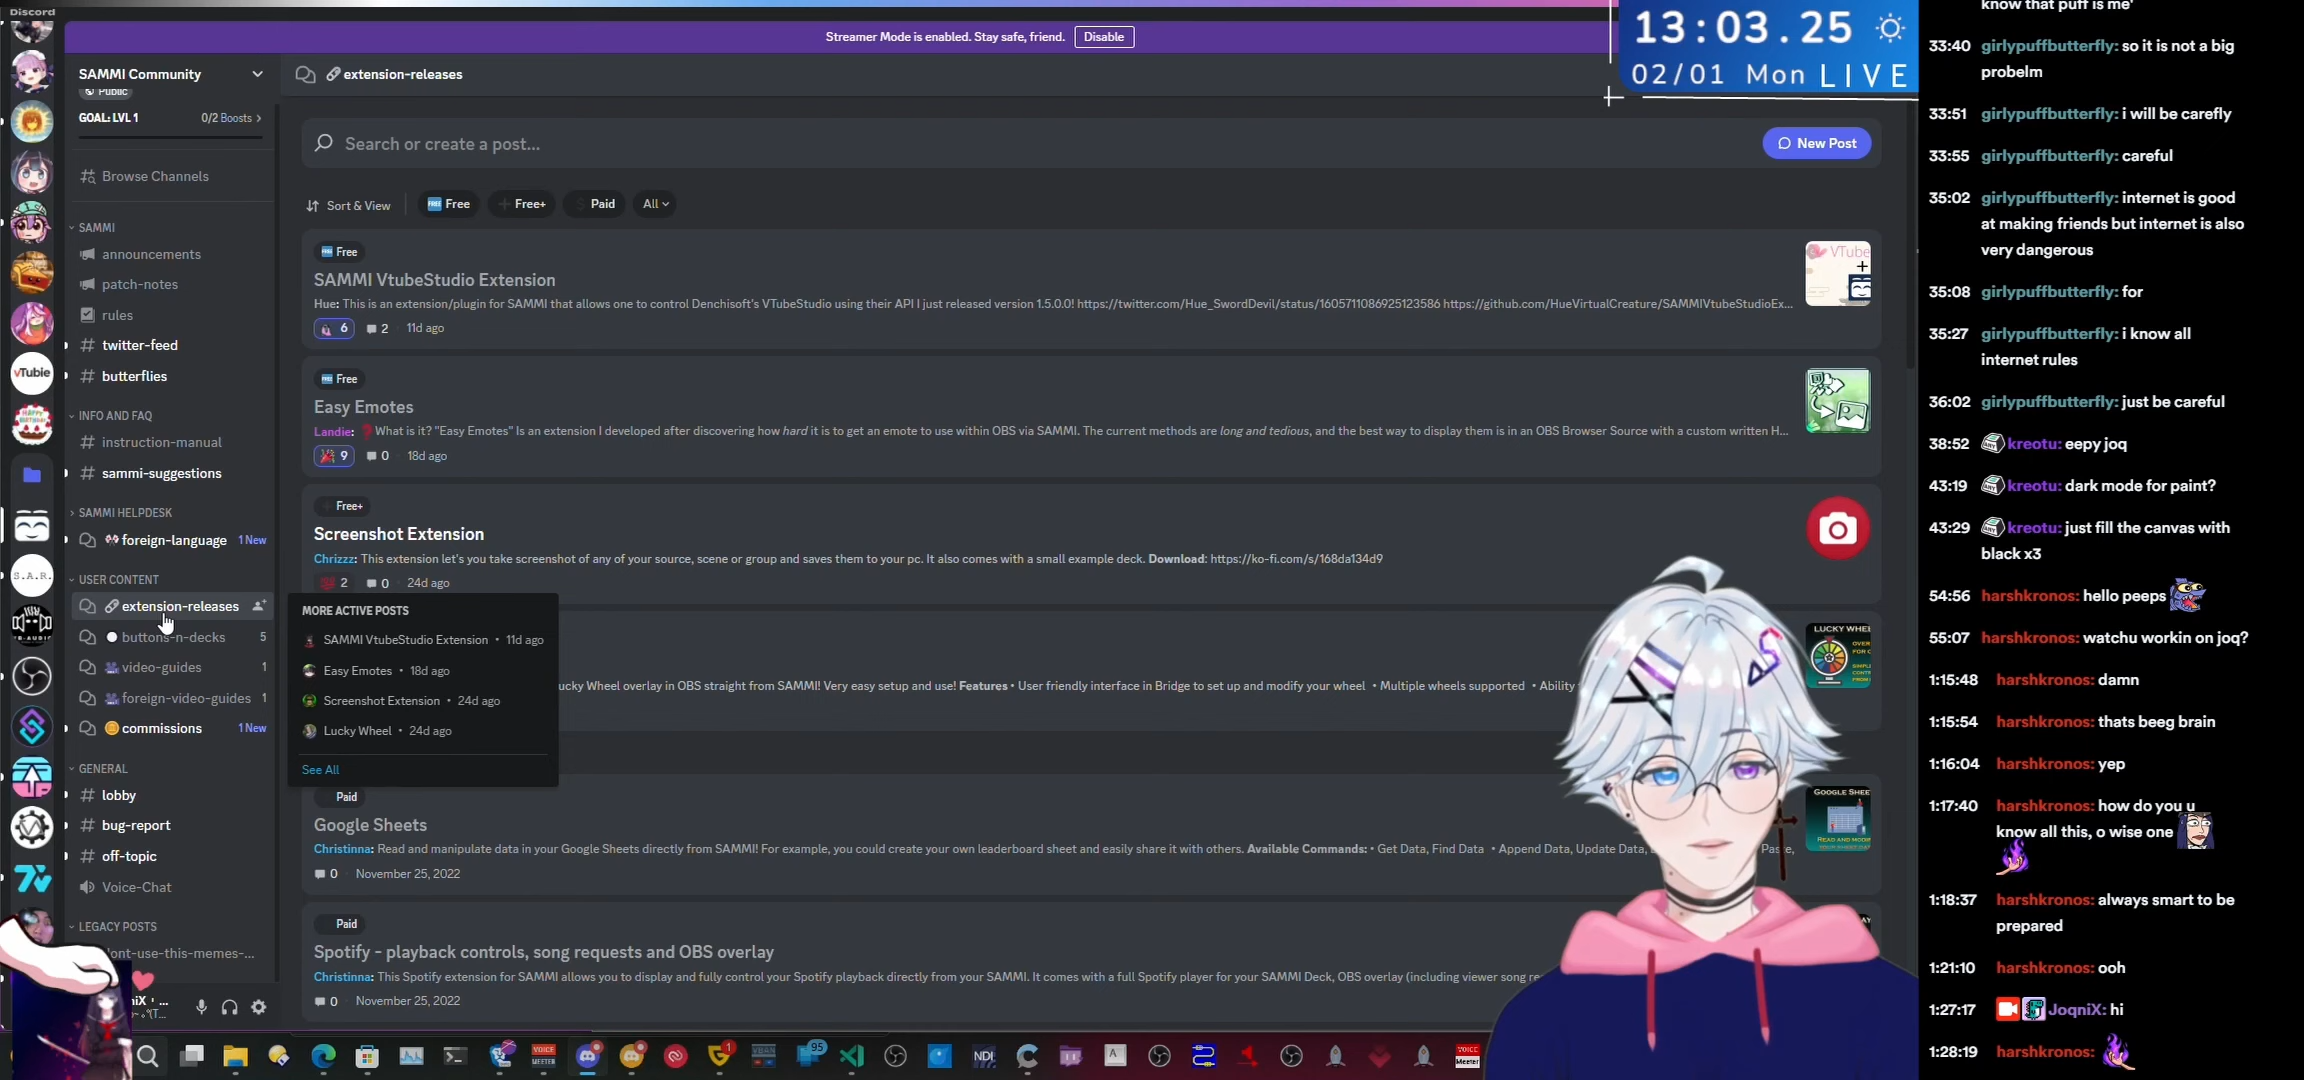 Discord
Streamer Mode is enabled. Stay safe, friend. Disable
13:03.25
02/01 Mon LIVE
SAMMI Community
Public
GOAL: LVL 1 0/2 Boosts >
Browse Channels
SAMMI
announcements
patch-notes
rules
twitter-feed
butterflies
INFO AND FAQ
instruction-manual
sammi-suggestions
SAMMI HELPDESK
foreign-language 1 New
USER CONTENT
extension-releases
buttons-n-decks 5
video-guides 1
foreign-video-guides 1
commissions 1 New
GENERAL
lobby
bug-report
off-topic
Voice-Chat
LEGACY POSTS
ont-use-this-memes-...
niX ' ...
vTubie
S.A.R.
extension-releases
Search or create a post...
New Post
Sort & View FREE Free Free+ Paid All
Free
SAMMI VtubeStudio Extension
Hue: This is an extension/plugin for SAMMI that allows one to control Denchisoft's VTubeStudio using their API I just released version 1.5.0.0! https://twitter.com/Hue_SwordDevil/status/1605711086925123586 https://github.com/HueVirtualCreature/SAMMIVtubeStudioEx...
6 2 · 11d ago
VTube
+
Free
Easy Emotes
Landie: ❓What is it? "Easy Emotes" Is an extension I developed after discovering how hard it is to get an emote to use within OBS via SAMMI. The current methods are long and tedious, and the best way to display them is in an OBS Browser Source with a custom written H...
9 0 · 18d ago
Free+
Screenshot Extension
Chrizzz: This extension let's you take screenshot of any of your source, scene or group and saves them to your pc. It also comes with a small example deck. Download: https://ko-fi.com/s/168da134d9
2 0 · 24d ago
MORE ACTIVE POSTS
SAMMI VtubeStudio Extension • 11d ago
Easy Emotes • 18d ago
Screenshot Extension • 24d ago
Lucky Wheel • 24d ago
See All
ucky Wheel overlay in OBS straight from SAMMI! Very easy setup and use! Features • User friendly interface in Bridge to set up and modify your wheel • Multiple wheels supported • Ability
LUCKY WHEE
Paid
Google Sheets
Christinna: Read and manipulate data in your Google Sheets directly from SAMMI! For example, you could create your own leaderboard sheet and easily share it with others. Available Commands: • Get Data, Find Data • Append Data, Update Data,
0 November 25, 2022
GOOGLE SHEE
Paid
Spotify - playback controls, song requests and OBS overlay
Christinna: This Spotify extension for SAMMI allows you to display and fully control your Spotify playback directly from your SAMMI. It comes with a full Spotify player for your SAMMI Deck, OBS overlay (including viewer song re
0 November 25, 2022
VOICE MEETER
1
VBAN
95
NDI
A
VOICE Meeter
know that puff is me'
33:40 girlypuffbutterfly: so it is not a big
probelm
33:51 girlypuffbutterfly: i will be carefly
33:55 girlypuffbutterfly: careful
35:02 girlypuffbutterfly: internet is good
at making friends but internet is also
very dangerous
35:08 girlypuffbutterfly: for
35:27 girlypuffbutterfly: i know all
internet rules
36:02 girlypuffbutterfly: just be careful
38:52 kreotu: eepy joq
43:19 kreotu: dark mode for paint?
43:29 kreotu: just fill the canvas with
black x3
54:56 harshkronos: hello peeps
55:07 harshkronos: watchu workin on joq?
1:15:48 harshkronos: damn
1:15:54 harshkronos: thats beeg brain
1:16:04 harshkronos: yep
1:17:40 harshkronos: how do you u
know all this, o wise one
1:18:37 harshkronos: always smart to be
prepared
1:21:10 harshkronos: ooh
1:27:17 JoqniX: hi
1:28:19 harshkronos: